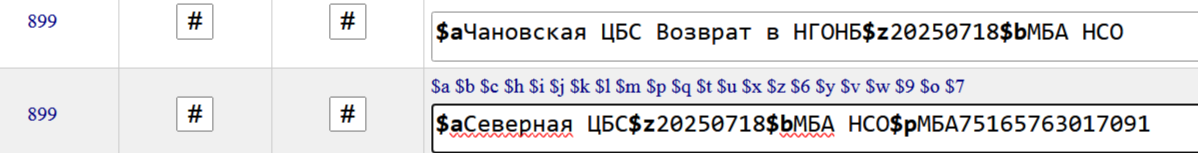 899 # # $aЧановская ЦБС Возврат в НГОНБ$z20250718$bМБА НСО
$a $b $c $h $i $j $k $l $m $p $q $t $u $x $z $6 $y $v $w $9 $o $7
899 # # $aСеверная ЦБС$z20250718$bМБА НСО$pМБА75165763017091